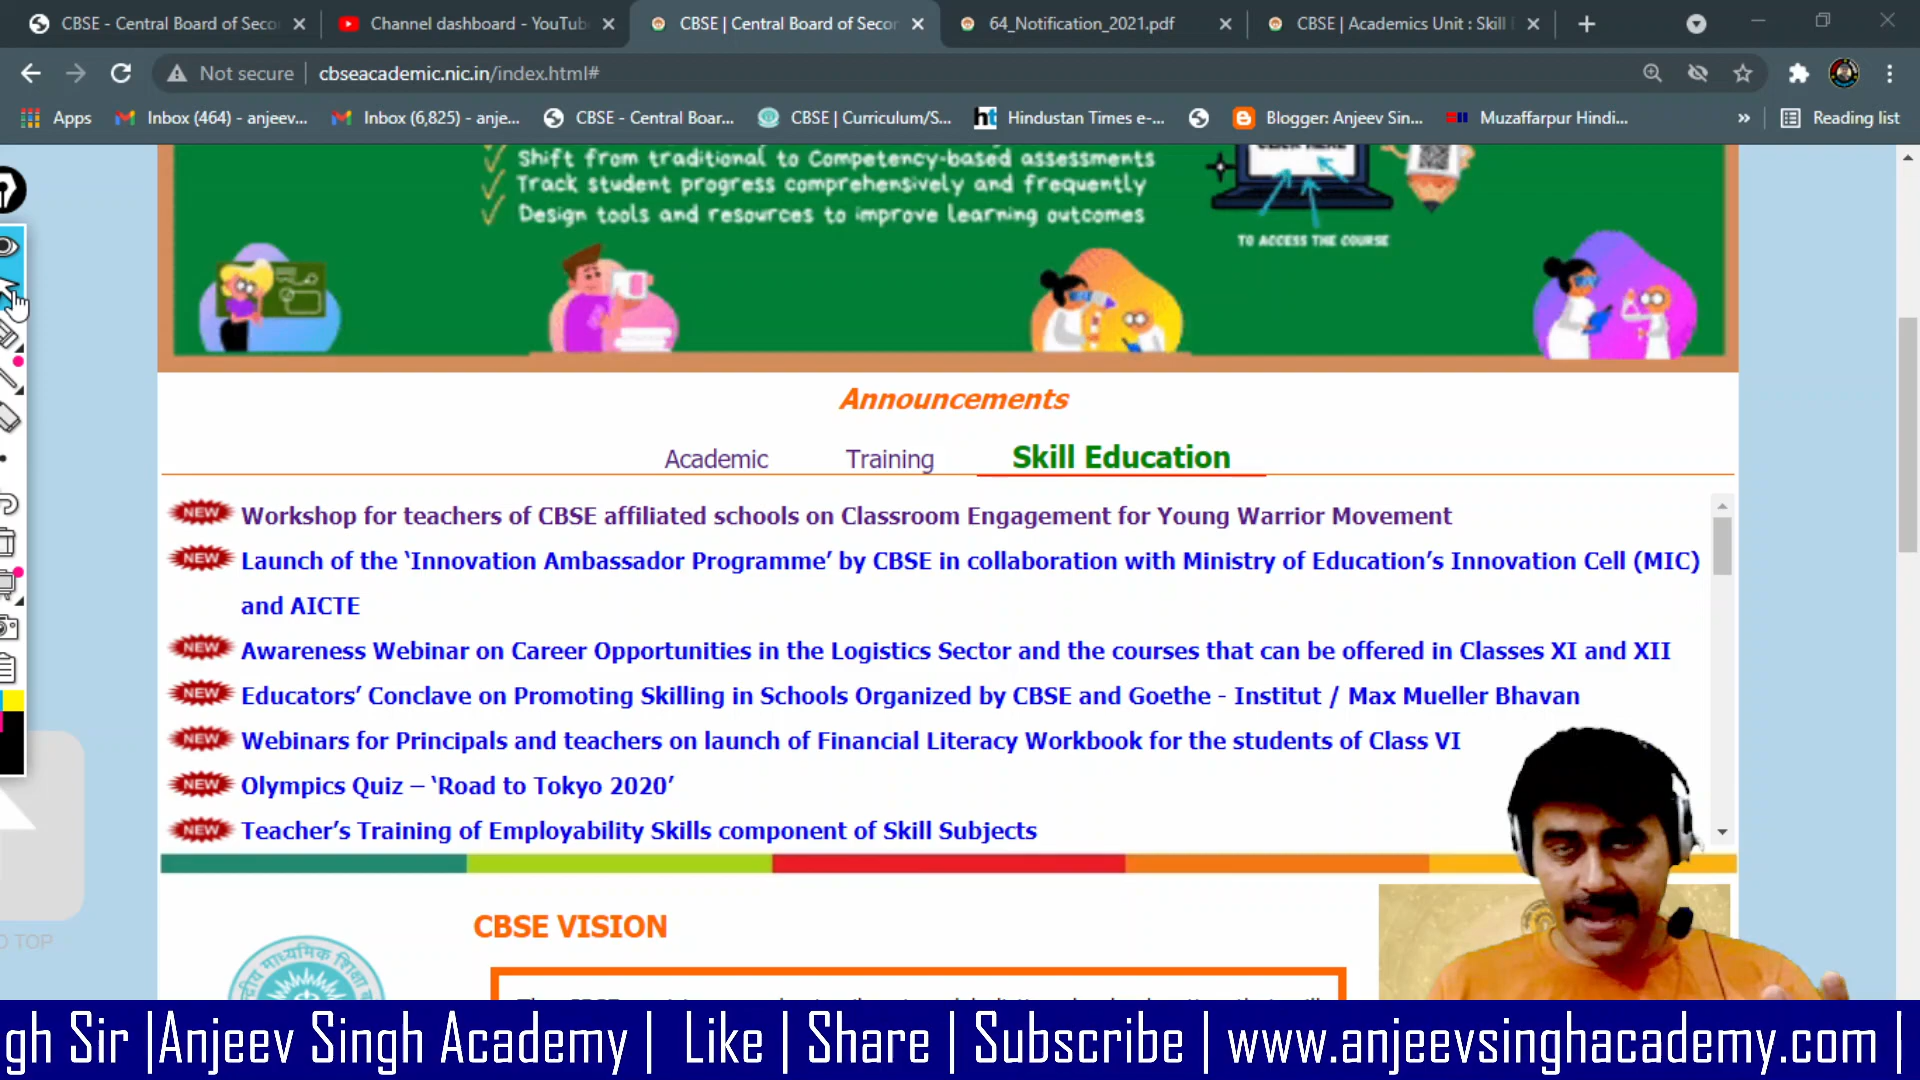 CBSE - Central Board of Seco
Channel dashboard - YouTub
CBSE | Central Board of Secon
64_Notification_2021.pdf
CBSE | Academics Unit : Skill
Not secure
cbseacademic.nic.in/index.html#
Apps
Inbox (464) - anjeev...
Inbox (6,825) - anje...
CBSE - Central Boar...
CBSE | Curriculum/S...
ht Hindustan Times e-...
Blogger: Anjeev Sin...
Muzaffarpur Hindi...
»
Reading list
Shift from traditional to Competency-based assessments
Track student progress comprehensively and frequently
Design tools and resources to improve learning outcomes
CLICK HERE
TO ACCESS THE COURSE
Announcements
Academic
Training
Skill Education
NEW Workshop for teachers of CBSE affiliated schools on Classroom Engagement for Young Warrior Movement
NEW Launch of the ‘Innovation Ambassador Programme’ by CBSE in collaboration with Ministry of Education’s Innovation Cell (MIC)
and AICTE
NEW Awareness Webinar on Career Opportunities in the Logistics Sector and the courses that can be offered in Classes XI and XII
NEW Educators’ Conclave on Promoting Skilling in Schools Organized by CBSE and Goethe - Institut / Max Mueller Bhavan
NEW Webinars for Principals and teachers on launch of Financial Literacy Workbook for the students of Class VI
NEW Olympics Quiz – ‘Road to Tokyo 2020’
NEW Teacher’s Training of Employability Skills component of Skill Subjects
O TOP
CBSE VISION
माध्यमिक
gh Sir |Anjeev Singh Academy | Like | Share | Subscribe | www.anjeevsinghacademy.com |